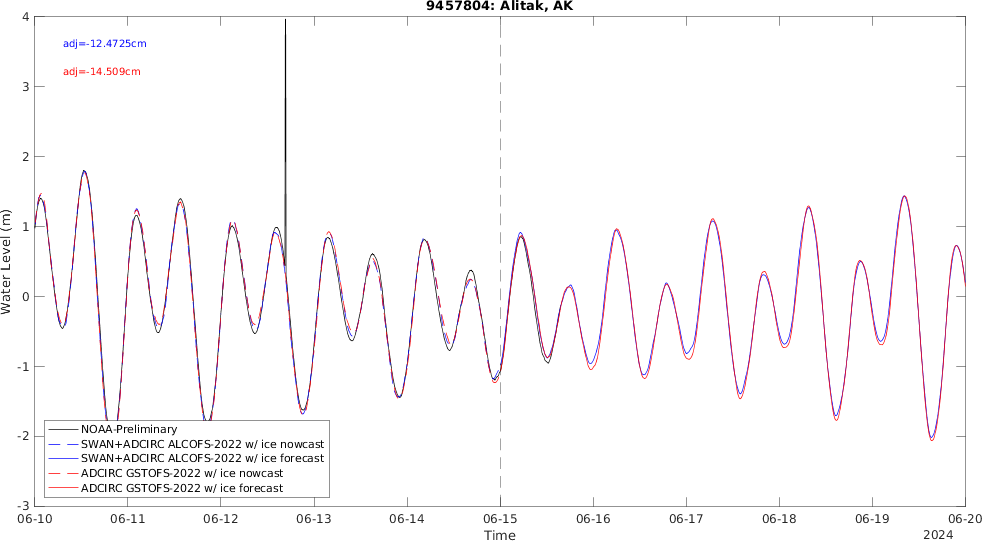 9457804: Alitak, AK
adj=-12.4725cm
adj=-14.509cm
Water Level (m)
4
3
2
1
0
-1
-2
-3
NOAA-Preliminary
SWAN+ADCIRC ALCOFS-2022 w/ ice nowcast
SWAN+ADCIRC ALCOFS-2022 w/ ice forecast
ADCIRC GSTOFS-2022 w/ ice nowcast
ADCIRC GSTOFS-2022 w/ ice forecast
06-10 06-11 06-12 06-13 06-14 06-15 06-16 06-17 06-18 06-19 06-20
Time
2024